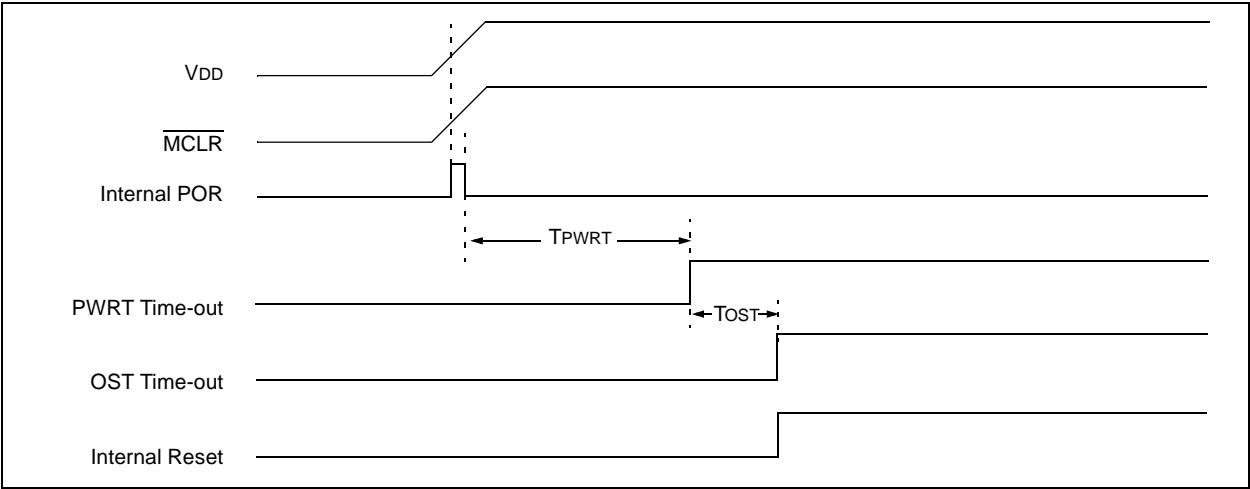 VDD
MCLR
Internal POR
TPWRT
PWRT Time-out
TOST
OST Time-out
Internal Reset